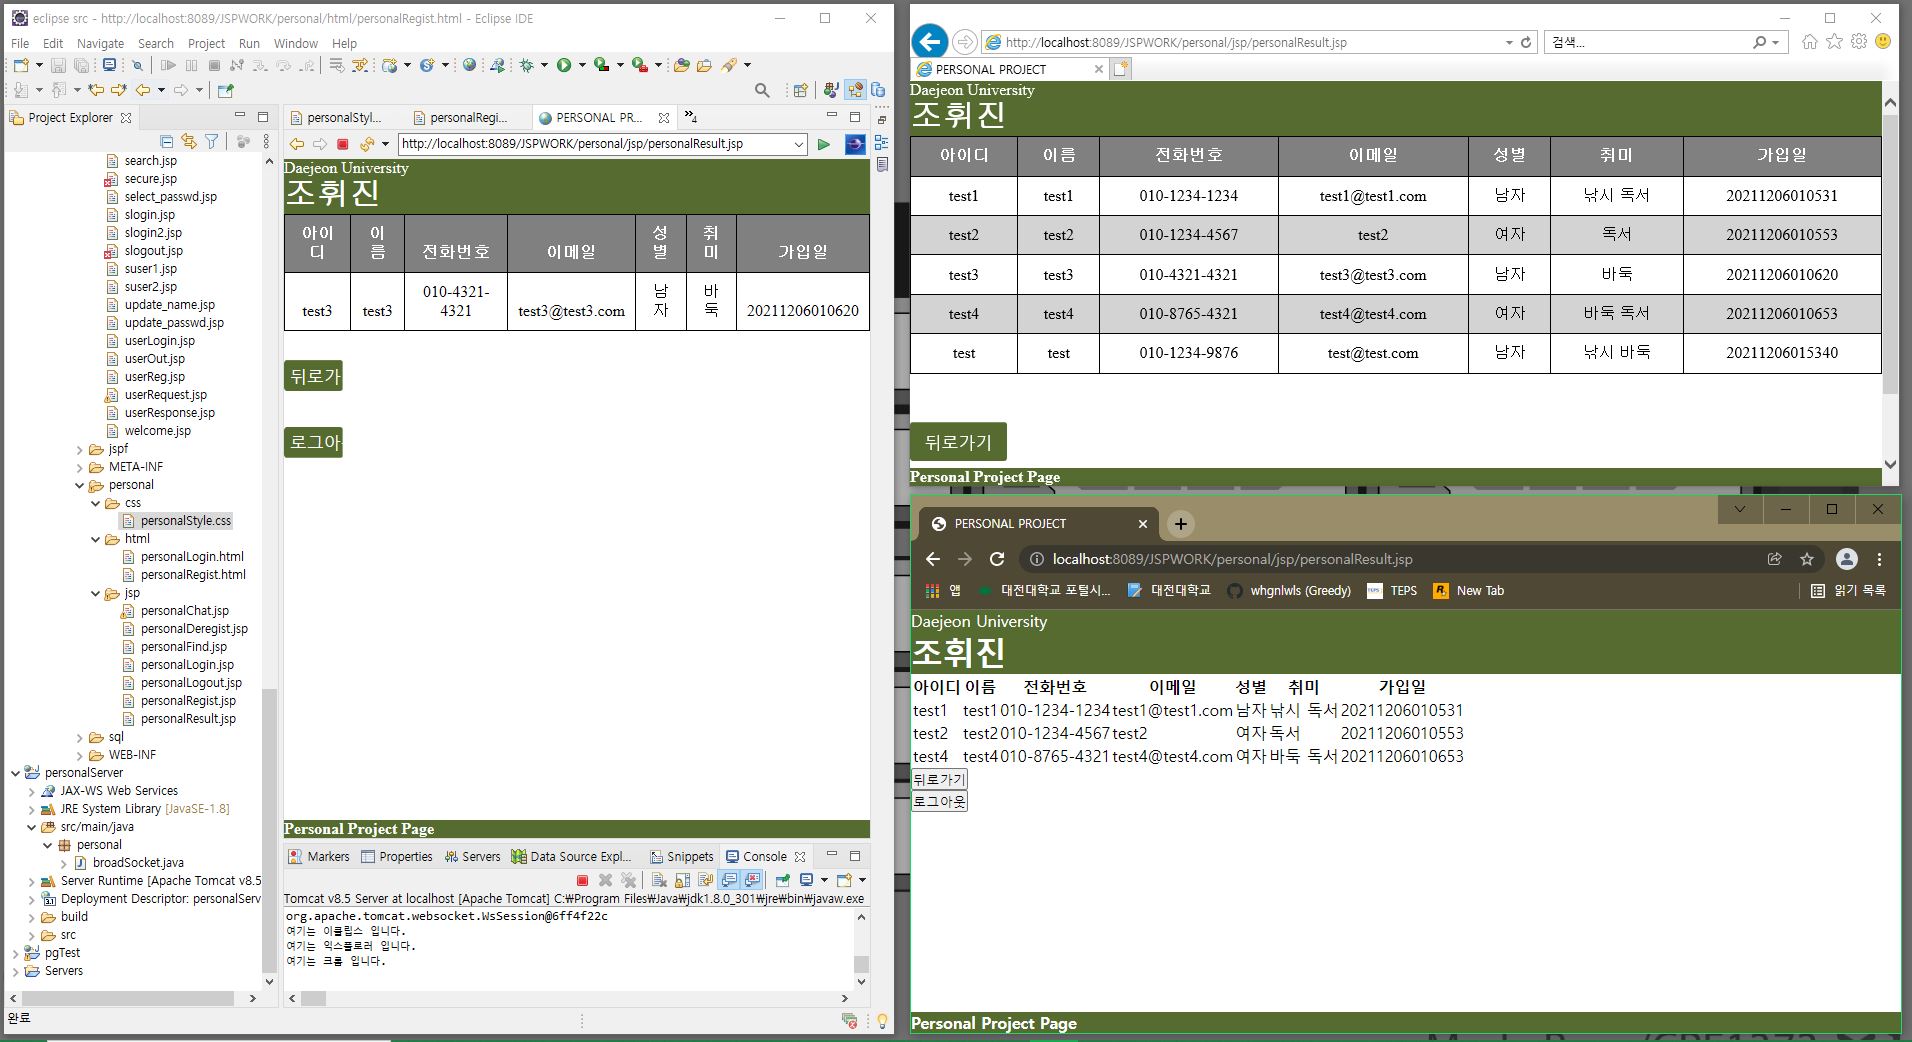 eclipse src - http://localhost:8089/JSPWORK/personal/html/personalRegist.html - Eclipse IDE
File Edit Navigate Search Project Run Window Help
Project Explorer
search.jsp
secure.jsp
select_passwd.jsp
slogin.jsp
slogin2.jsp
slogout.jsp
suser1.jsp
suser2.jsp
update_name.jsp
update_passwd.jsp
userLogin.jsp
userOut.jsp
userReg.jsp
userRequest.jsp
userResponse.jsp
welcome.jsp
jspf
META-INF
personal
css
personalStyle.css
html
personalLogin.html
personalRegist.html
jsp
personalChat.jsp
personalDeregist.jsp
personalFind.jsp
personalLogin.jsp
personalLogout.jsp
personalRegist.jsp
personalResult.jsp
sql
WEB-INF
personalServer
JAX-WS Web Services
JRE System Library [JavaSE-1.8]
src/main/java
personal
broadSocket.java
Server Runtime [Apache Tomcat v8.5
Deployment Descriptor: personalServ
build
src
pgTest
Servers
완료
personalStyl... personalRegi... PERSONAL PR... »4
http://localhost:8089/JSPWORK/personal/jsp/personalResult.jsp
Daejeon University
조휘진
아이디 이름 전화번호 이메일 성별 취미 가입일
test3 test3 010-4321-4321 test3@test3.com 남자 바둑 20211206010620
뒤로가
로그아
Personal Project Page
Markers Properties Servers Data Source Expl... Snippets Console
Tomcat v8.5 Server at localhost [Apache Tomcat] C:₩Program Files₩Java₩jdk1.8.0_301₩jre₩bin₩javaw.exe
org.apache.tomcat.websocket.WsSession@6ff4f22c
여기는 이클립스 입니다.
여기는 익스플로러 입니다.
여기는 크롬 입니다.
http://localhost:8089/JSPWORK/personal/jsp/personalResult.jsp 검색...
PERSONAL PROJECT
Daejeon University
조휘진
아이디 이름 전화번호 이메일 성별 취미 가입일
test1 test1 010-1234-1234 test1@test1.com 남자 낚시 독서 20211206010531
test2 test2 010-1234-4567 test2 여자 독서 20211206010553
test3 test3 010-4321-4321 test3@test3.com 남자 바둑 20211206010620
test4 test4 010-8765-4321 test4@test4.com 여자 바둑 독서 20211206010653
test test 010-1234-9876 test@test.com 남자 낚시 바둑 20211206015340
뒤로가기
Personal Project Page
PERSONAL PROJECT
localhost:8089/JSPWORK/personal/jsp/personalResult.jsp
앱 대전대학교 포털시... 대전대학교 whgnlwls (Greedy) TEPS New Tab 읽기 목록
Daejeon University
조휘진
아이디 이름 전화번호 이메일 성별 취미 가입일
test1 test1 010-1234-1234 test1@test1.com 남자 낚시 독서 20211206010531
test2 test2 010-1234-4567 test2 여자 독서 20211206010553
test4 test4 010-8765-4321 test4@test4.com 여자 바둑 독서 20211206010653
뒤로가기
로그아웃
Personal Project Page